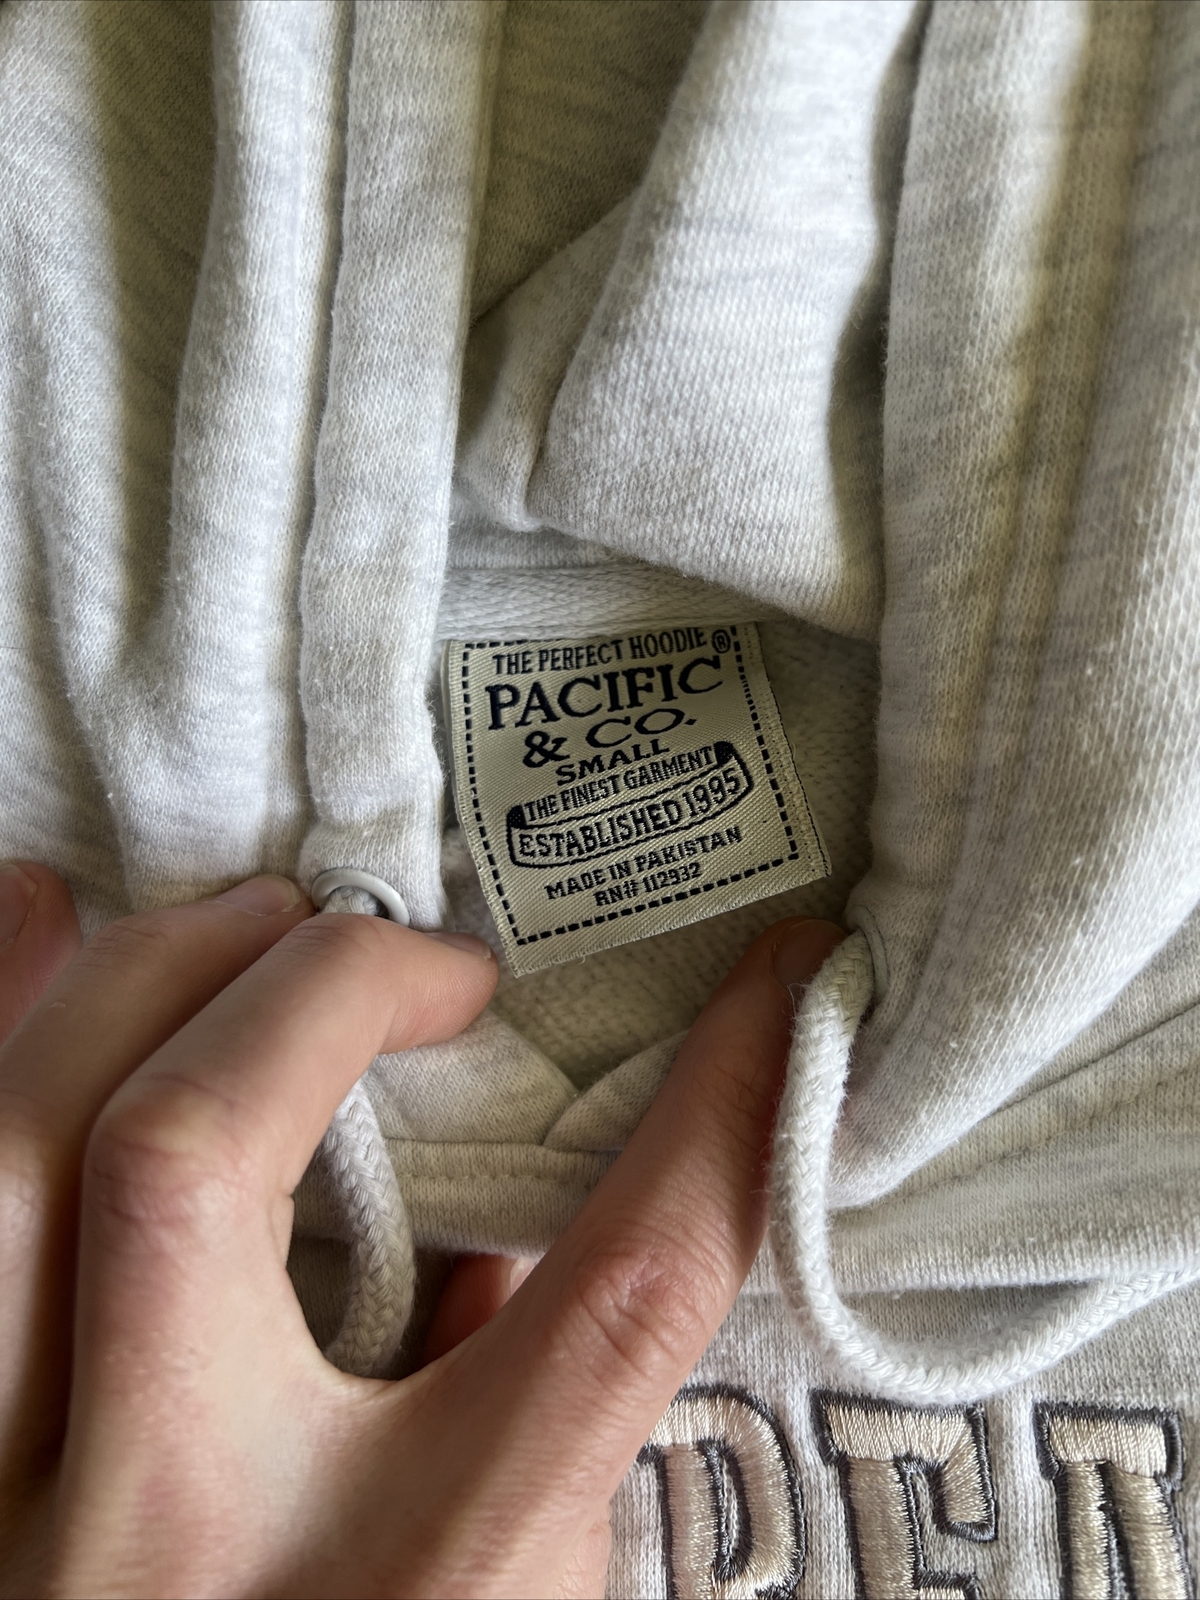 THE PERFECT HOODIE ®
PACIFIC
& CO.
SMALL
THE FINEST GARMENT
ESTABLISHED 1995
MADE IN PAKISTAN
RN# 112932